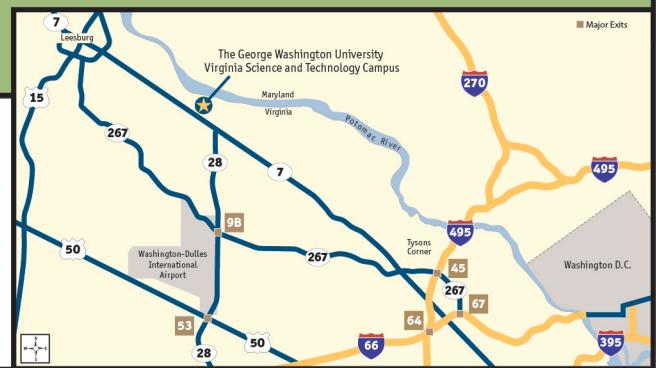 7
Leesburg
Major Exits
The George Washington University
Virginia Science and Technology Campus
270
15
Maryland
Virginia
Potomac River
267
28
7
495
9B
495
50
Washington-Dulles
International
Airport
267
Tysons
Corner
45
Washington D.C.
267
67
53
64
50
66
395
28
N
W
E
S